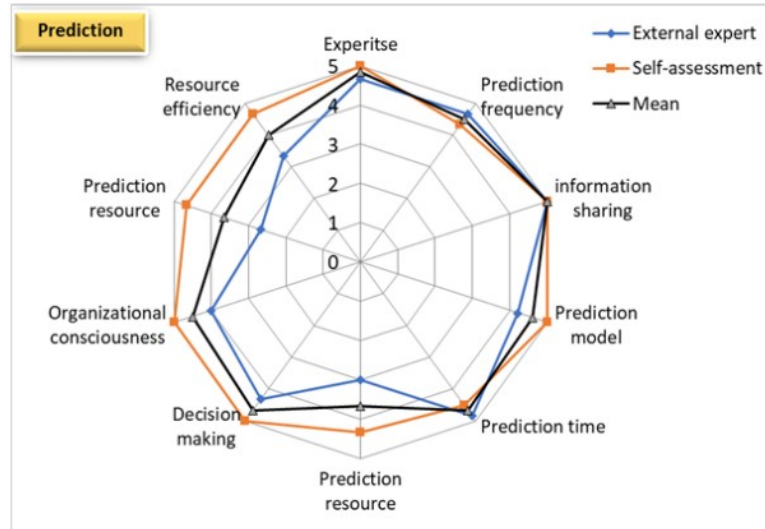 Prediction
Experitse
5
4
3
2
1
0
External expert
Self-assessment
Mean
Prediction
frequency
information
sharing
Prediction
model
Prediction time
Prediction
resource
Decision
making
Organizational
consciousness
Prediction
resource
Resource
efficiency